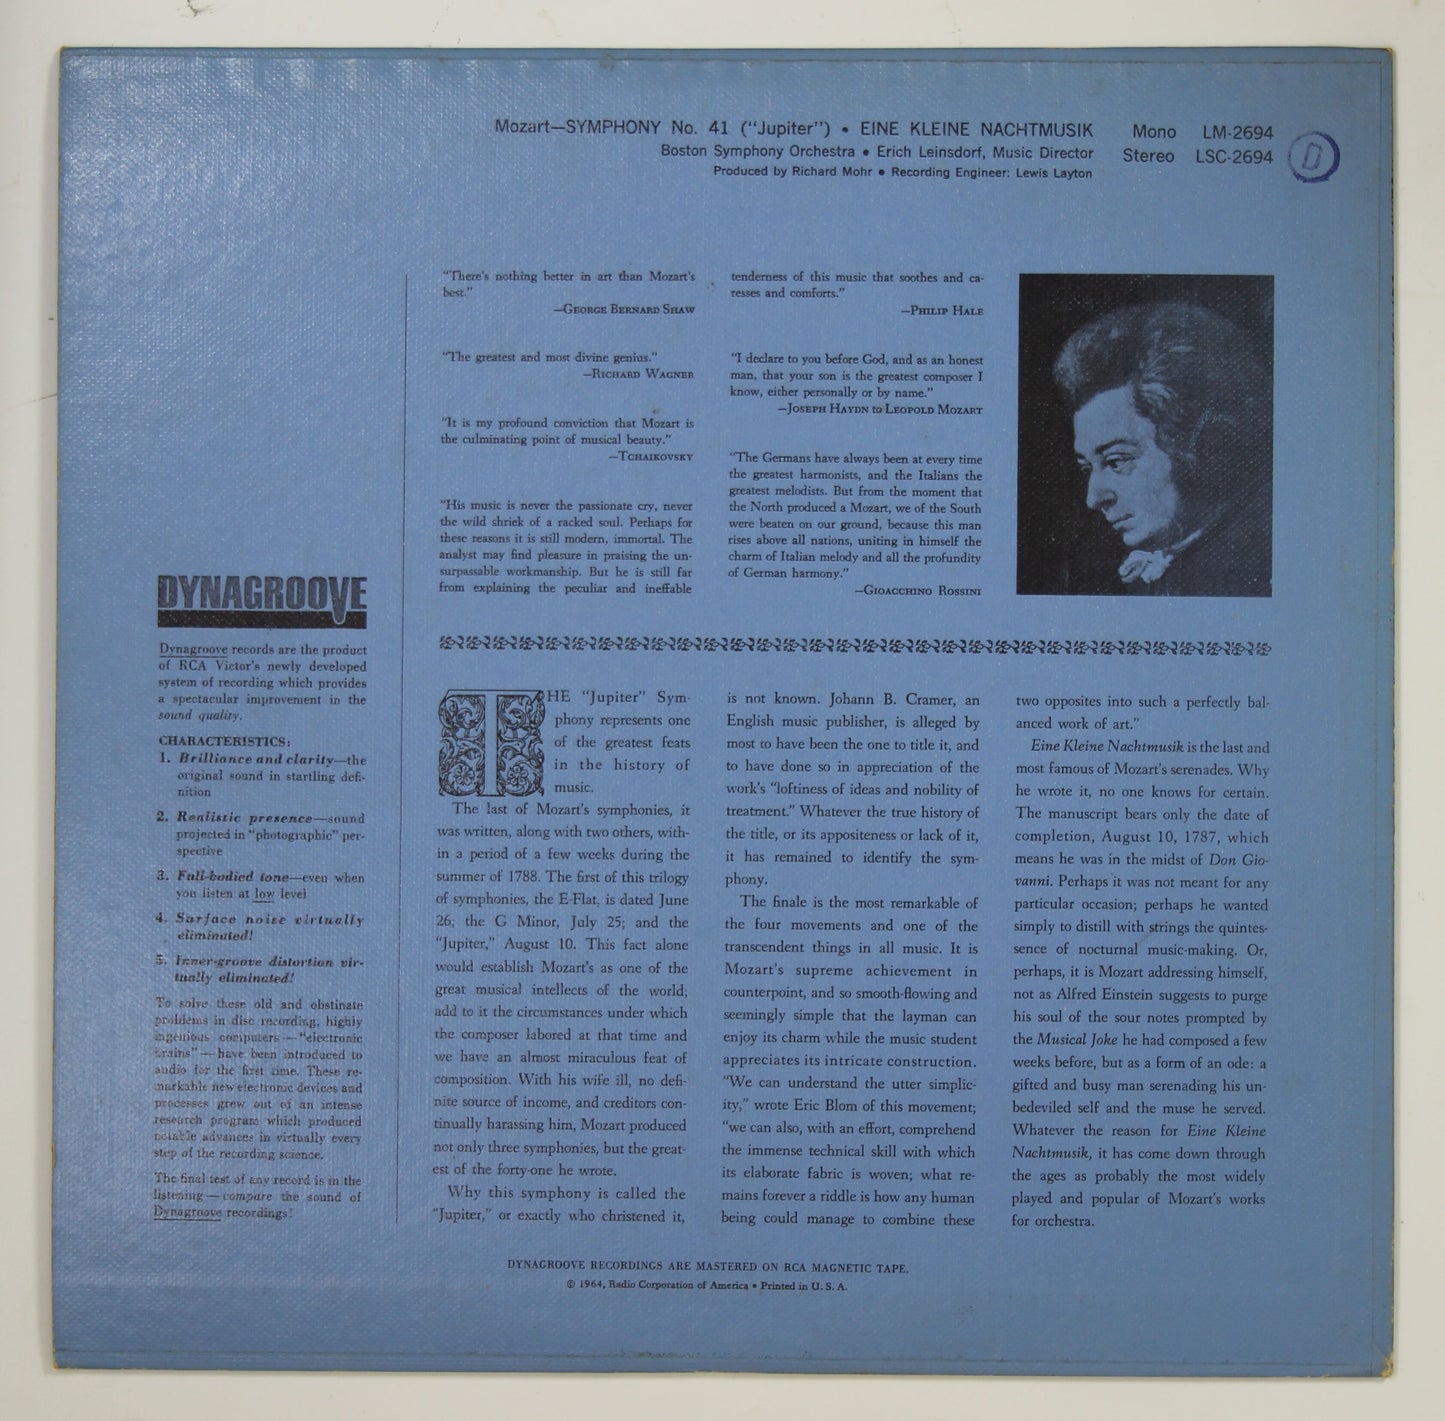 Mozart—SYMPHONY No. 41 ("Jupiter") • EINE KLEINE NACHTMUSIK Mono LM-2694
Boston Symphony Orchestra • Erich Leinsdorf, Music Director Stereo LSC-2694
Produced by Richard Mohr • Recording Engineer: Lewis Layton
D
"There's nothing better in art than Mozart's
best."
—George Bernard Shaw
"The greatest and most divine genius."
—Richard Wagner
"It is my profound conviction that Mozart is
the culminating point of musical beauty."
—Tchaikovsky
"His music is never the passionate cry, never
the wild shriek of a racked soul. Perhaps for
these reasons it is still modern, immortal. The
analyst may find pleasure in praising the un-
surpassable workmanship. But he is still far
from explaining the peculiar and ineffable
tenderness of this music that soothes and ca-
resses and comforts."
—Philip Hale
"I declare to you before God, and as an honest
man, that your son is the greatest composer I
know, either personally or by name."
—Joseph Haydn to Leopold Mozart
"The Germans have always been at every time
the greatest harmonists, and the Italians the
greatest melodists. But from the moment that
the North produced a Mozart, we of the South
were beaten on our ground, because this man
rises above all nations, uniting in himself the
charm of Italian melody and all the profundity
of German harmony."
—Gioacchino Rossini
DYNAGROOVE
Dynagroove records are the product
of RCA Victor's newly developed
system of recording which provides
a spectacular improvement in the
sound quality.
CHARACTERISTICS:
1. Brilliance and clarity—the
original sound in startling defi-
nition
2. Realistic presence—sound
projected in "photographic" per-
spective
3. Full-bodied tone—even when
you listen at low level
4. Surface noise virtually
eliminated!
5. Inner-groove distortion vir-
tually eliminated!
To solve these old and obstinate
problems in disc recording, highly
ingenious computers—"electronic
brains"—have been introduced to
audio for the first time. These re-
markable new electronic devices and
processes grew out of an intense
research program which produced
notable advances in virtually every
step of the recording science.
The final test of any record is in the
listening—compare the sound of
Dynagroove recordings!
THE "Jupiter" Sym-
phony represents one
of the greatest feats
in the history of
music.
The last of Mozart's symphonies, it
was written, along with two others, with-
in a period of a few weeks during the
summer of 1788. The first of this trilogy
of symphonies, the E-Flat, is dated June
26; the G Minor, July 25; and the
"Jupiter," August 10. This fact alone
would establish Mozart's as one of the
great musical intellects of the world;
add to it the circumstances under which
the composer labored at that time and
we have an almost miraculous feat of
composition. With his wife ill, no defi-
nite source of income, and creditors con-
tinually harassing him, Mozart produced
not only three symphonies, but the great-
est of the forty-one he wrote.
Why this symphony is called the
"Jupiter," or exactly who christened it,
is not known. Johann B. Cramer, an
English music publisher, is alleged by
most to have been the one to title it, and
to have done so in appreciation of the
work's "loftiness of ideas and nobility of
treatment." Whatever the true history of
the title, or its appositeness or lack of it,
it has remained to identify the sym-
phony.
The finale is the most remarkable of
the four movements and one of the
transcendent things in all music. It is
Mozart's supreme achievement in
counterpoint, and so smooth-flowing and
seemingly simple that the layman can
enjoy its charm while the music student
appreciates its intricate construction.
"We can understand the utter simplic-
ity," wrote Eric Blom of this movement;
"we can also, with an effort, comprehend
the immense technical skill with which
its elaborate fabric is woven; what re-
mains forever a riddle is how any human
being could manage to combine these
two opposites into such a perfectly bal-
anced work of art."
Eine Kleine Nachtmusik is the last and
most famous of Mozart's serenades. Why
he wrote it, no one knows for certain.
The manuscript bears only the date of
completion, August 10, 1787, which
means he was in the midst of Don Gio-
vanni. Perhaps it was not meant for any
particular occasion; perhaps he wanted
simply to distill with strings the quintes-
sence of nocturnal music-making. Or,
perhaps, it is Mozart addressing himself,
not as Alfred Einstein suggests to purge
his soul of the sour notes prompted by
the Musical Joke he had composed a few
weeks before, but as a form of an ode: a
gifted and busy man serenading his un-
bedeviled self and the muse he served.
Whatever the reason for Eine Kleine
Nachtmusik, it has come down through
the ages as probably the most widely
played and popular of Mozart's works
for orchestra.
DYNAGROOVE RECORDINGS ARE MASTERED ON RCA MAGNETIC TAPE.
© 1964, Radio Corporation of America • Printed in U. S. A.